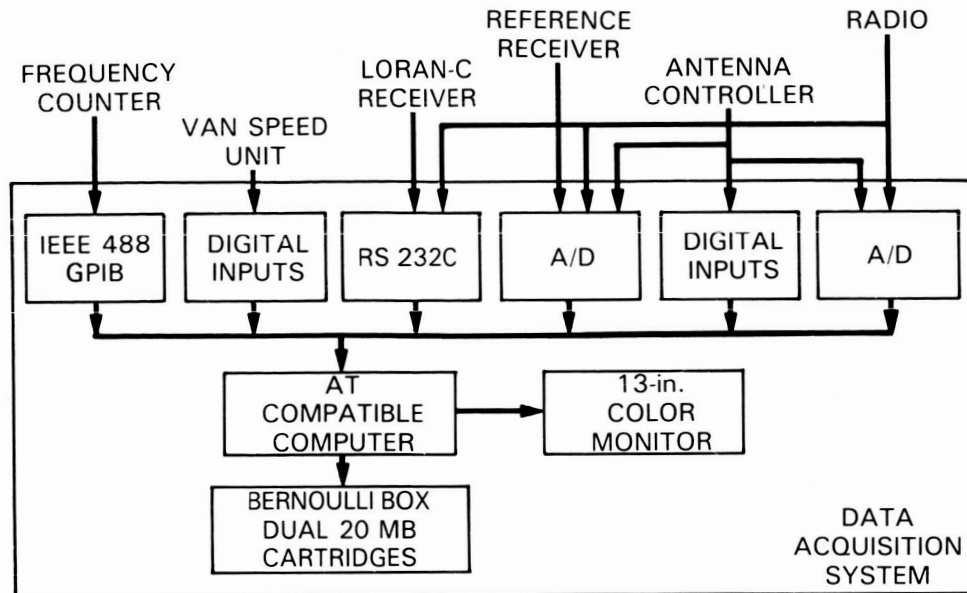 FREQUENCY
COUNTER
VAN SPEED
UNIT
LORAN-C
RECEIVER
REFERENCE
RECEIVER
ANTENNA
CONTROLLER
RADIO
IEEE 488
GPIB
DIGITAL
INPUTS
RS 232C
A/D
DIGITAL
INPUTS
A/D
AT
COMPATIBLE
COMPUTER
13-in.
COLOR
MONITOR
BERNOULLI BOX
DUAL 20 MB
CARTRIDGES
DATA
ACQUISITION
SYSTEM